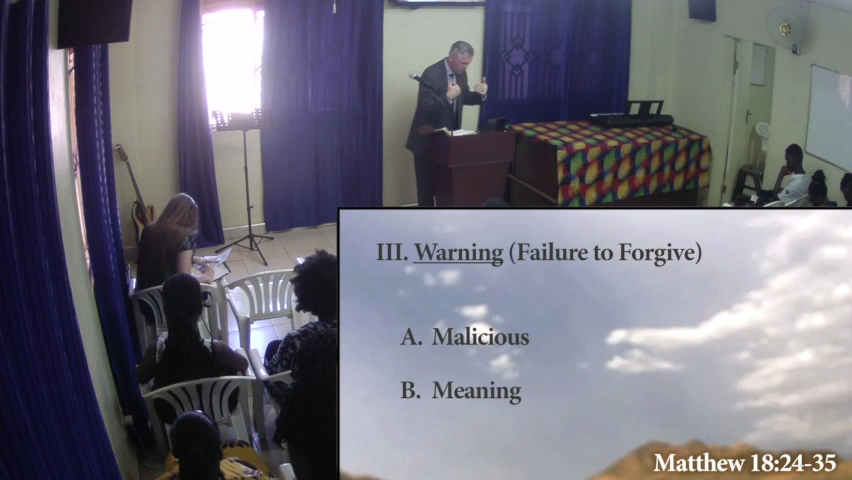 III. Warning (Failure to Forgive)
A. Malicious
B. Meaning
Matthew 18:24-35